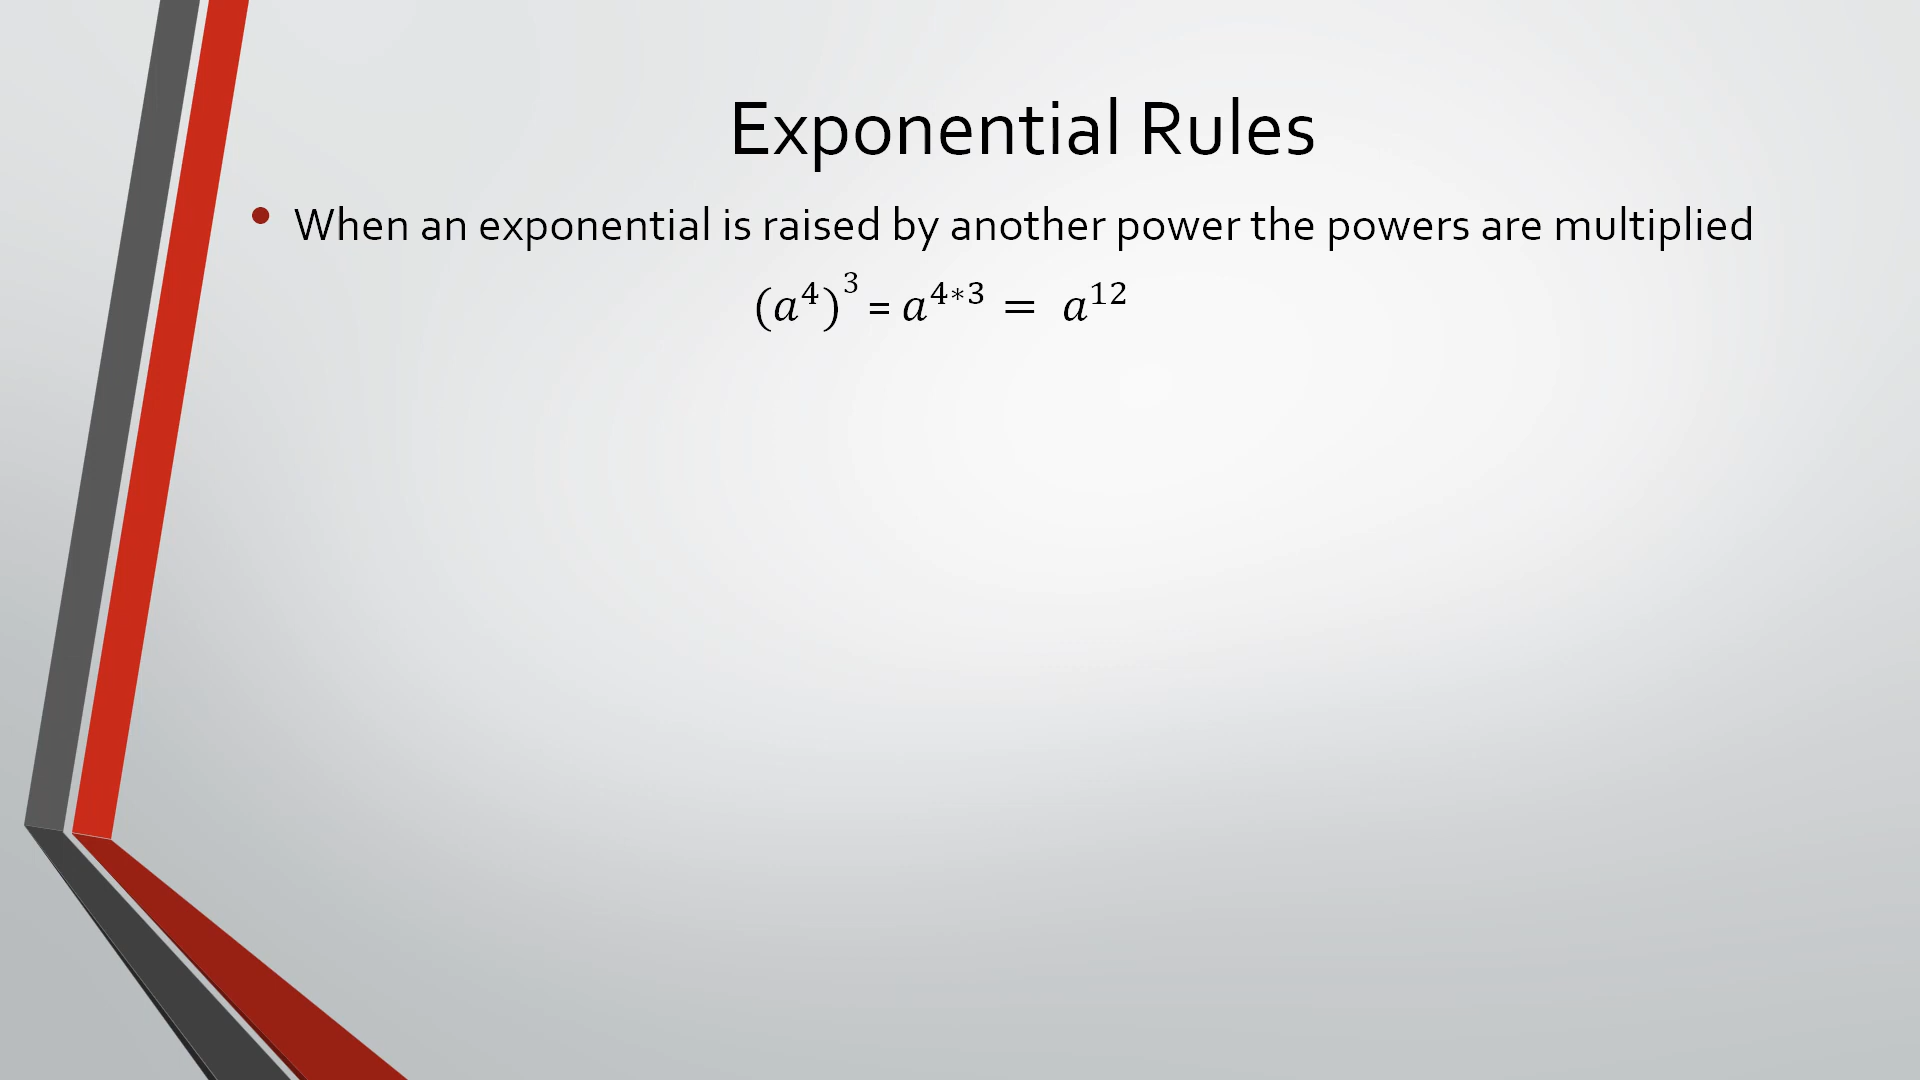 Exponential Rules
• When an exponential is raised by another power the powers are multiplied
(a⁴)³ = a⁴*³ = a¹²